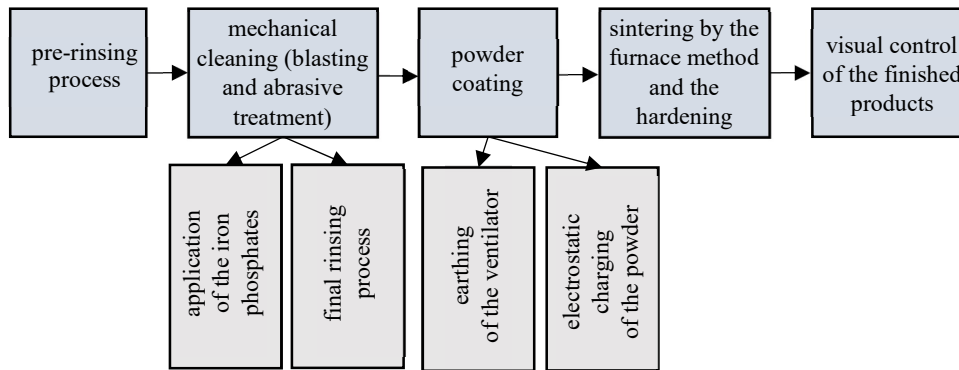 pre-rinsing
process
mechanical
cleaning (blasting
and abrasive
treatment)
powder
coating
sintering by the
furnace method
and the
hardening
visual control
of the finished
products
application
of the iron
phosphates
final rinsing
process
earthing
of the ventilator
electrostatic
charging
of the powder